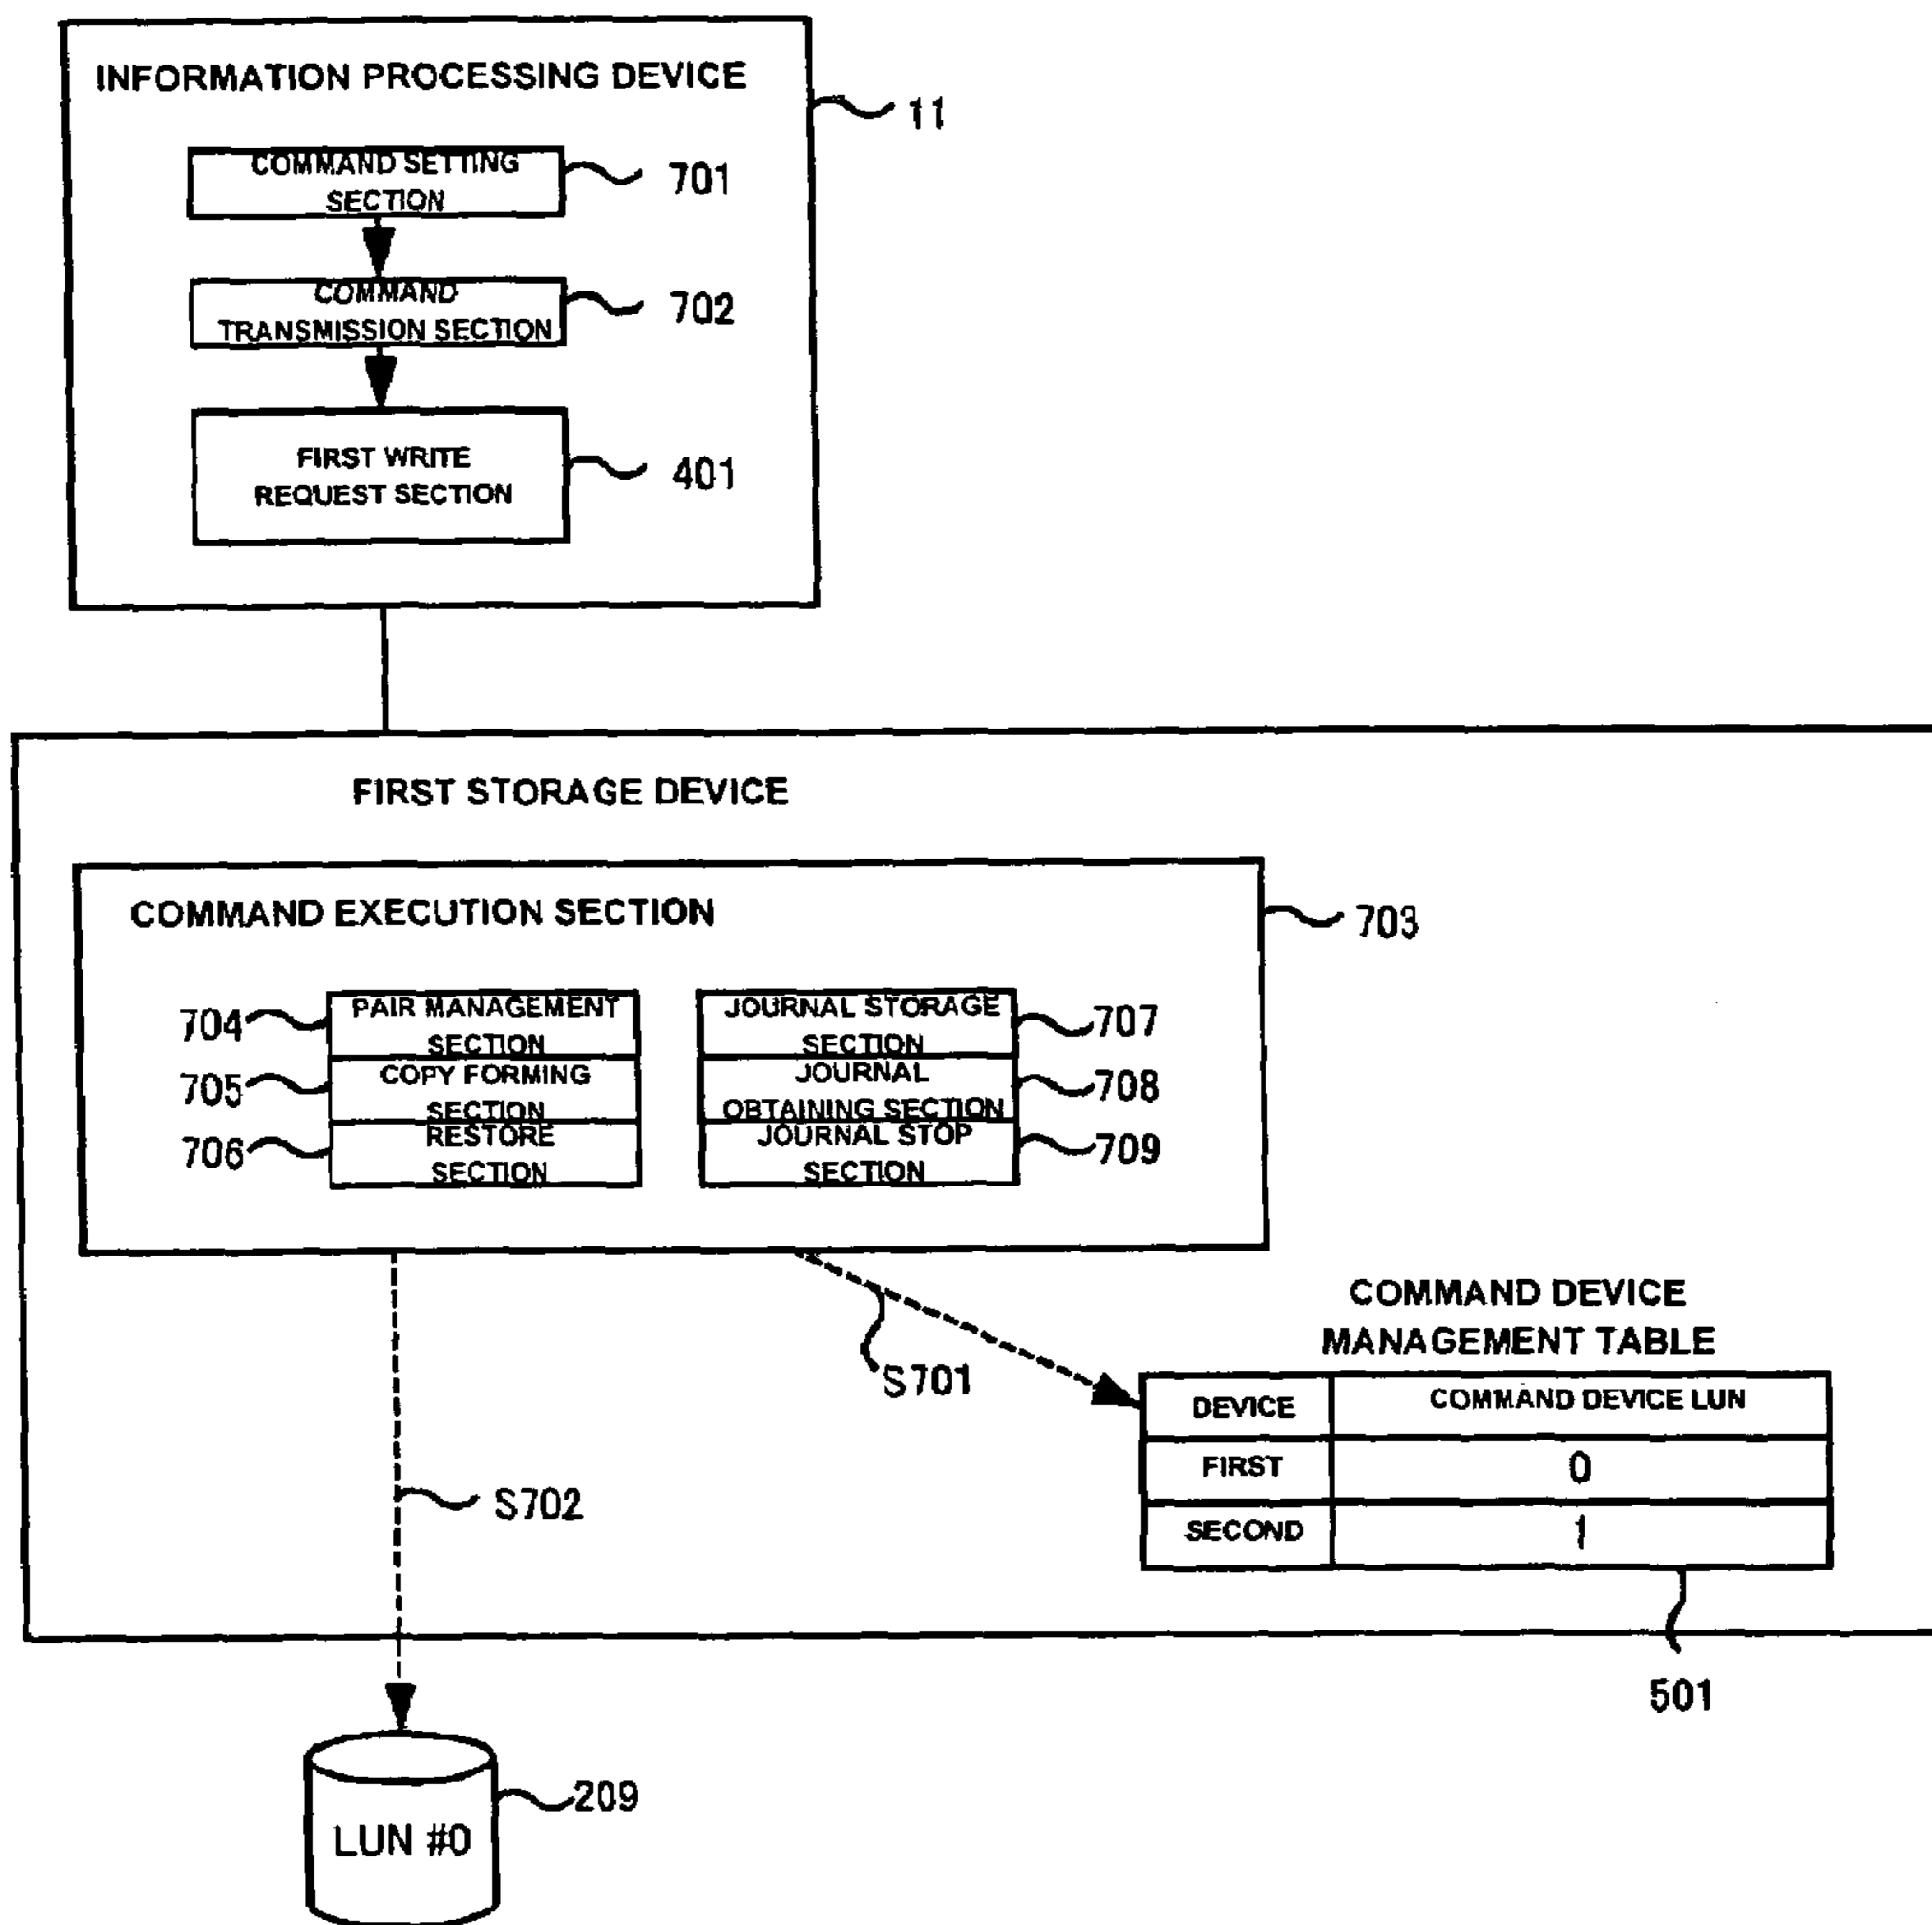 INFORMATION PROCESSING DEVICE
11
COMMAND SETTING
SECTION
701
COMMAND
TRANSMISSION SECTION
702
FIRST WRITE
REQUEST SECTION
401
FIRST STORAGE DEVICE
COMMAND EXECUTION SECTION
703
704
PAIR MANAGEMENT
SECTION
705
COPY FORMING
SECTION
706
RESTORE
SECTION
JOURNAL STORAGE
SECTION
707
JOURNAL
OBTAINING SECTION
708
JOURNAL STOP
SECTION
709
S701
S702
COMMAND DEVICE
MANAGEMENT TABLE
DEVICE COMMAND DEVICE LUN
FIRST 0
SECOND 1
501
209
LUN #0